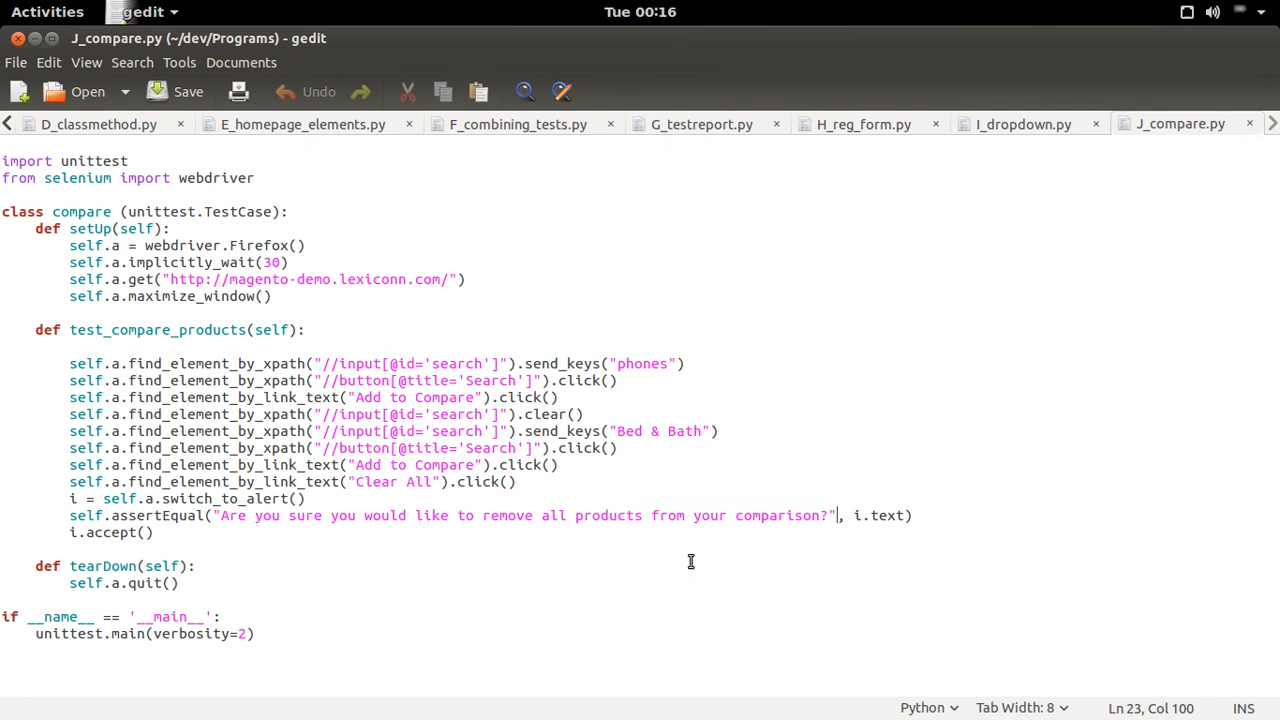 Activities gedit Tue 00:16
J_compare.py (~/dev/Programs) - gedit
File Edit View Search Tools Documents
Open Save Undo
D_classmethod.py E_homepage_elements.py F_combining_tests.py G_testreport.py H_reg_form.py I_dropdown.py J_compare.py
import unittest
from selenium import webdriver
class compare (unittest.TestCase):
    def setUp(self):
        self.a = webdriver.Firefox()
        self.a.implicitly_wait(30)
        self.a.get("http://magento-demo.lexiconn.com/")
        self.a.maximize_window()
    def test_compare_products(self):
        self.a.find_element_by_xpath("//input[@id='search']").send_keys("phones")
        self.a.find_element_by_xpath("//button[@title='Search']").click()
        self.a.find_element_by_link_text("Add to Compare").click()
        self.a.find_element_by_xpath("//input[@id='search']").clear()
        self.a.find_element_by_xpath("//input[@id='search']").send_keys("Bed & Bath")
        self.a.find_element_by_xpath("//button[@title='Search']").click()
        self.a.find_element_by_link_text("Add to Compare").click()
        self.a.find_element_by_link_text("Clear All").click()
        i = self.a.switch_to_alert()
        self.assertEqual("Are you sure you would like to remove all products from your comparison?", i.text)
        i.accept()
    def tearDown(self):
        self.a.quit()
if __name__ == '__main__':
    unittest.main(verbosity=2)
Python Tab Width: 8 Ln 23, Col 100 INS